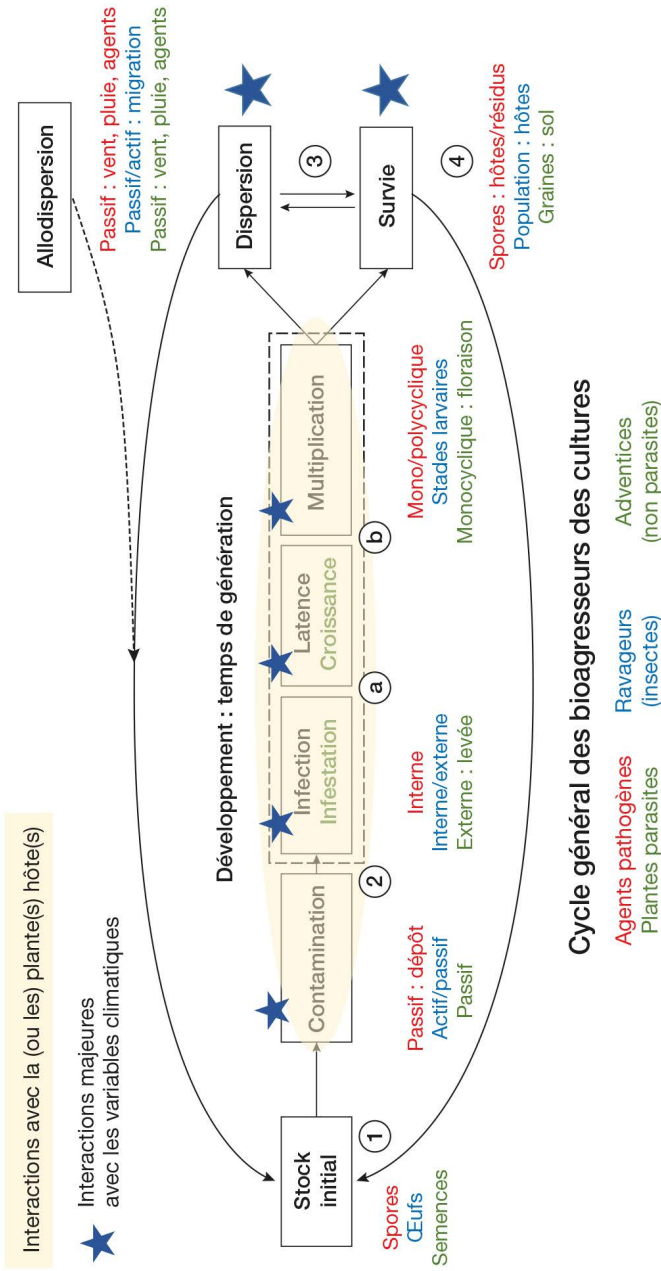 Interactions avec la (ou les) plante(s) hôte(s)
Interactions majeures
avec les variables climatiques
Allodispersion
Passif : vent, pluie, agents
Passif/actif : migration
Passif : vent, pluie, agents
Développement : temps de génération
Stock
initial
1
Spores
Œufs
Semences
Contamination
2
Passif : dépôt
Actif/passif
Passif
Infection
Infestation
a
Interne
Interne/externe
Externe : levée
Latence
Croissance
b
Multiplication
Mono/polycyclique
Stades larvaires
Monocyclique : floraison
Dispersion
3
Survie
4
Spores : hôtes/résidus
Population : hôtes
Graines : sol
Cycle général des bioagresseurs des cultures
Agents pathogènes
Plantes parasites
Ravageurs
(insectes)
Adventices
(non parasites)